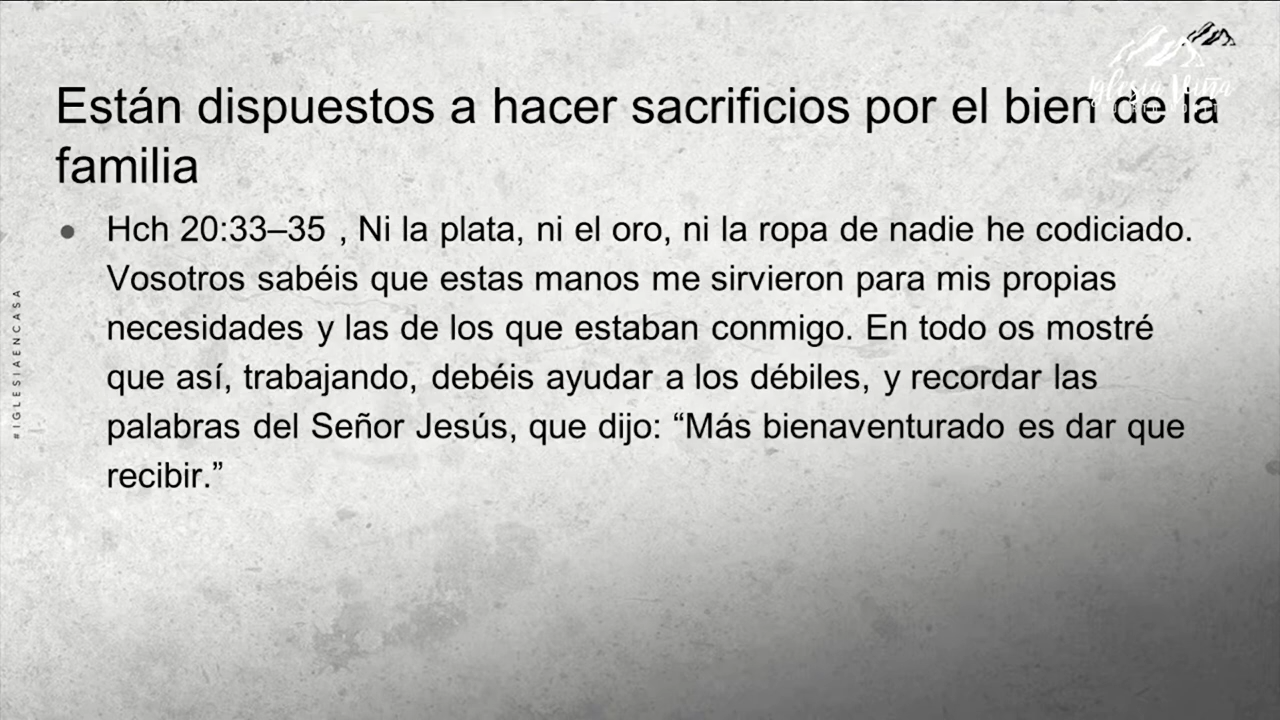 Iglesia Viña
Están dispuestos a hacer sacrificios por el bien de la
familia
● Hch 20:33–35 , Ni la plata, ni el oro, ni la ropa de nadie he codiciado.
Vosotros sabéis que estas manos me sirvieron para mis propias
necesidades y las de los que estaban conmigo. En todo os mostré
que así, trabajando, debéis ayudar a los débiles, y recordar las
palabras del Señor Jesús, que dijo: “Más bienaventurado es dar que
recibir.”
#IGLESIAENCASA